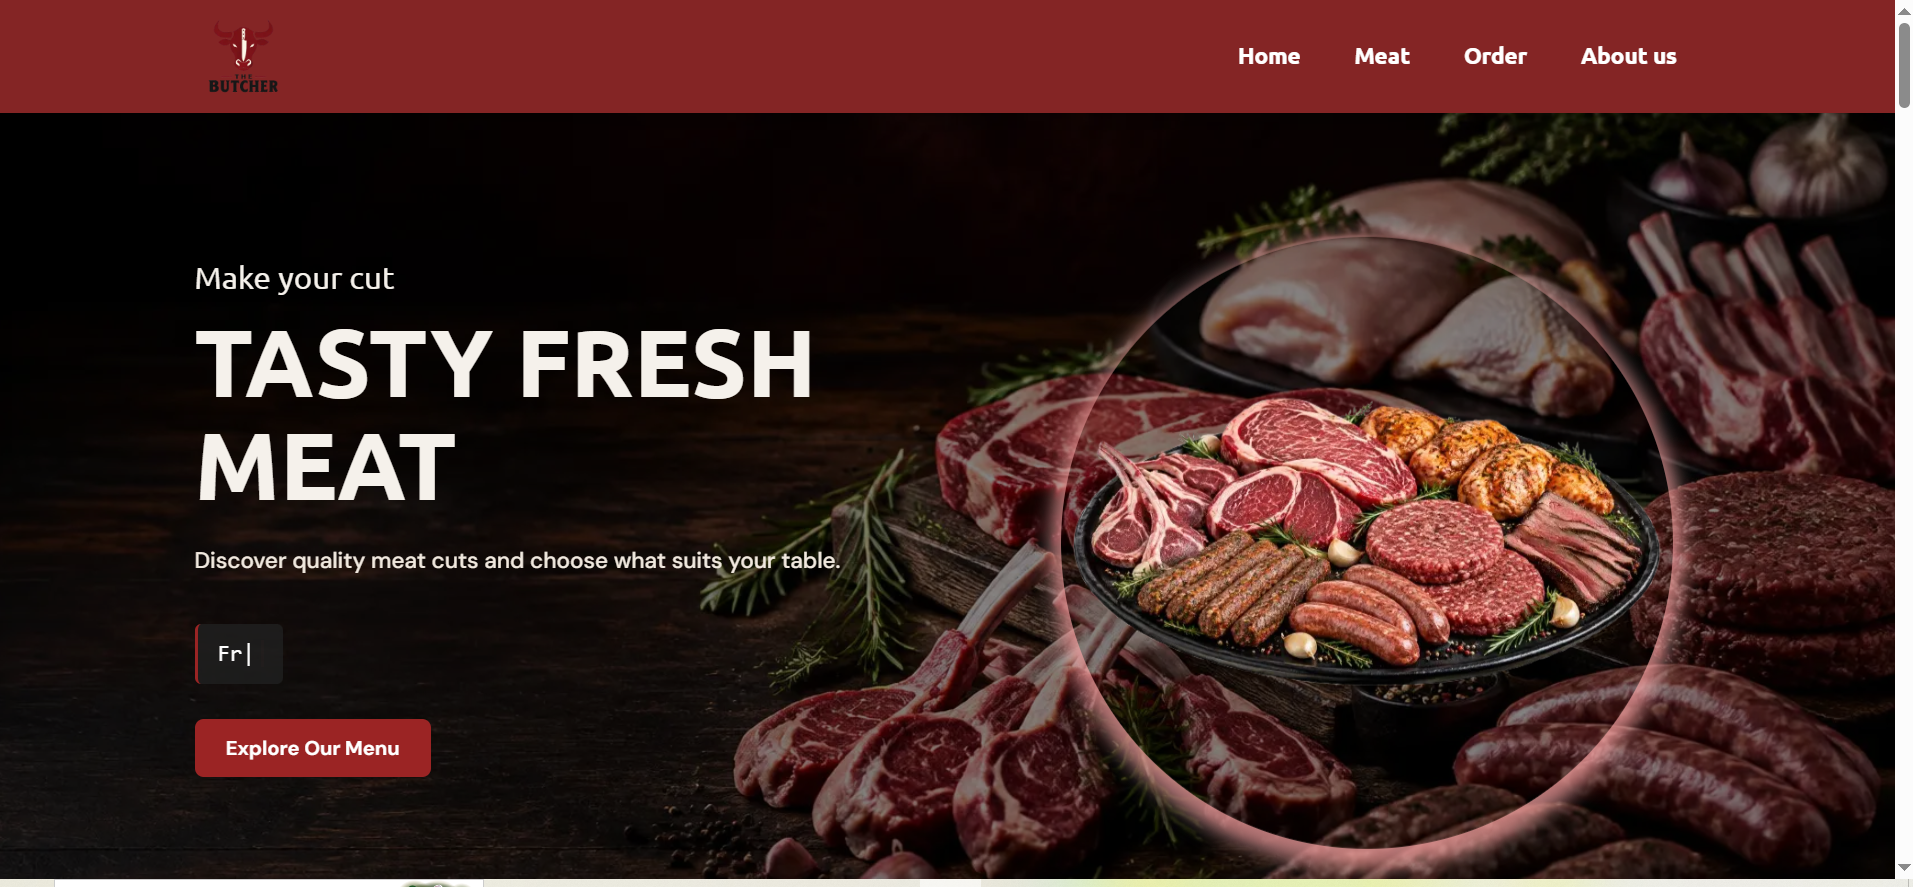 THE
BUTCHER
Home
Meat
Order
About us
Make your cut
TASTY FRESH
MEAT
Discover quality meat cuts and choose what suits your table.
Fr|
Explore Our Menu